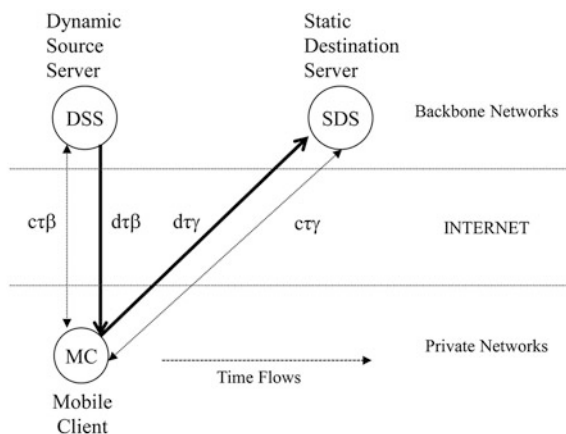 Dynamic
Source
Server
Static
Destination
Server
DSS
SDS
Backbone Networks
cτβ
dτβ
dτγ
cτγ
INTERNET
MC
Private Networks
Time Flows
Mobile
Client